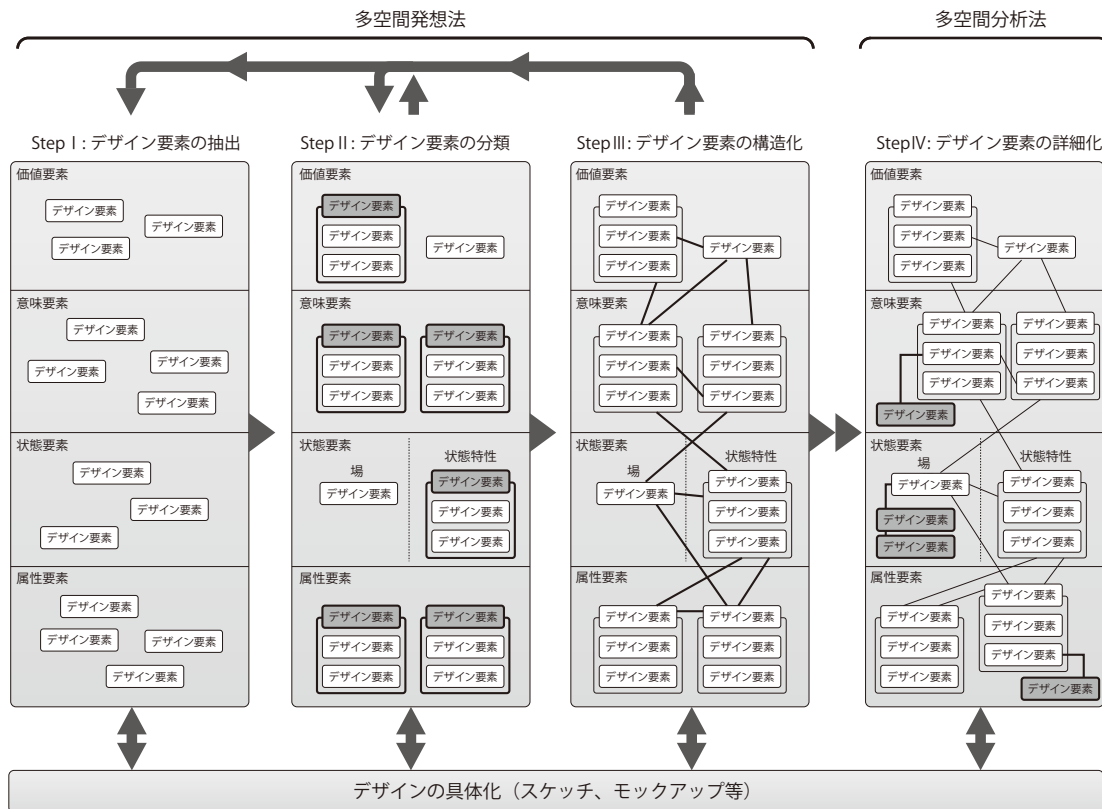 多空間発想法
多空間分析法
Step I : デザイン要素の抽出
価値要素
デザイン要素
デザイン要素
デザイン要素
意味要素
デザイン要素
デザイン要素
デザイン要素
デザイン要素
状態要素
デザイン要素
デザイン要素
デザイン要素
属性要素
デザイン要素
デザイン要素
デザイン要素
デザイン要素
Step II : デザイン要素の分類
価値要素
デザイン要素
デザイン要素
デザイン要素
デザイン要素
意味要素
デザイン要素
デザイン要素
デザイン要素
デザイン要素
デザイン要素
デザイン要素
状態要素
場
デザイン要素
状態特性
デザイン要素
デザイン要素
デザイン要素
属性要素
デザイン要素
デザイン要素
デザイン要素
デザイン要素
デザイン要素
デザイン要素
StepIII: デザイン要素の構造化
価値要素
デザイン要素
デザイン要素
デザイン要素
デザイン要素
意味要素
デザイン要素
デザイン要素
デザイン要素
デザイン要素
デザイン要素
デザイン要素
状態要素
場
デザイン要素
状態特性
デザイン要素
デザイン要素
デザイン要素
属性要素
デザイン要素
デザイン要素
デザイン要素
デザイン要素
デザイン要素
デザイン要素
StepIV: デザイン要素の詳細化
価値要素
デザイン要素
デザイン要素
デザイン要素
デザイン要素
意味要素
デザイン要素
デザイン要素
デザイン要素
デザイン要素
デザイン要素
デザイン要素
デザイン要素
状態要素
場
デザイン要素
デザイン要素
デザイン要素
状態特性
デザイン要素
デザイン要素
デザイン要素
属性要素
デザイン要素
デザイン要素
デザイン要素
デザイン要素
デザイン要素
デザイン要素
デザイン要素
デザインの具体化（スケッチ、モックアップ等）